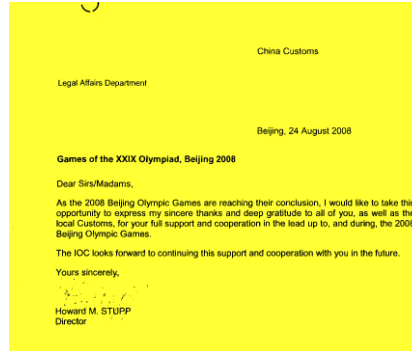 China Customs
Legal Affairs Department
Beijing, 24 August 2008
Games of the XXIX Olympiad, Beijing 2008
Dear Sirs/Madams,
As the 2008 Beijing Olympic Games are reaching their conclusion, I would like to take this
opportunity to express my sincere thanks and deep gratitude to all of you, as well as the
local Customs, for your full support and cooperation in the lead up to, and during, the 2008
Beijing Olympic Games.
The IOC looks forward to continuing this support and cooperation with you in the future.
Yours sincerely,
Howard M. STUPP
Director